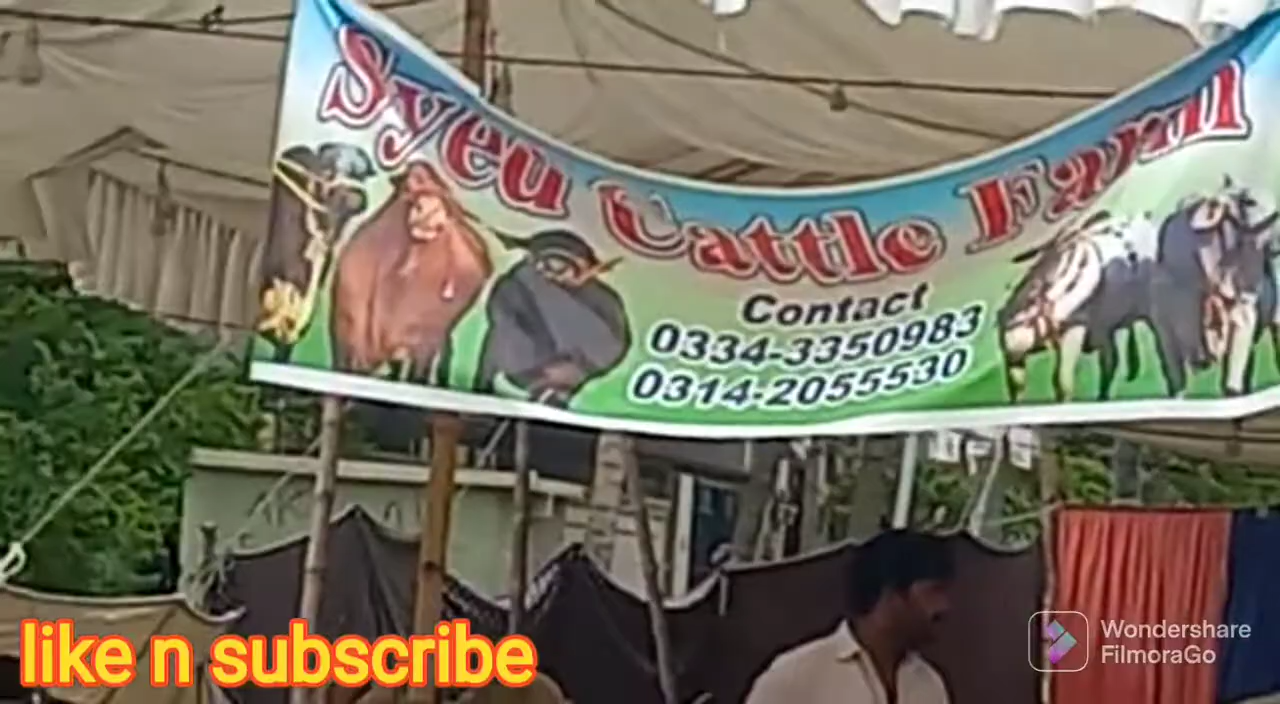 Syed Cattle Farm
Contact
0334-3350983
0314-2055530
like n subscribe
Wondershare
FilmoraGo